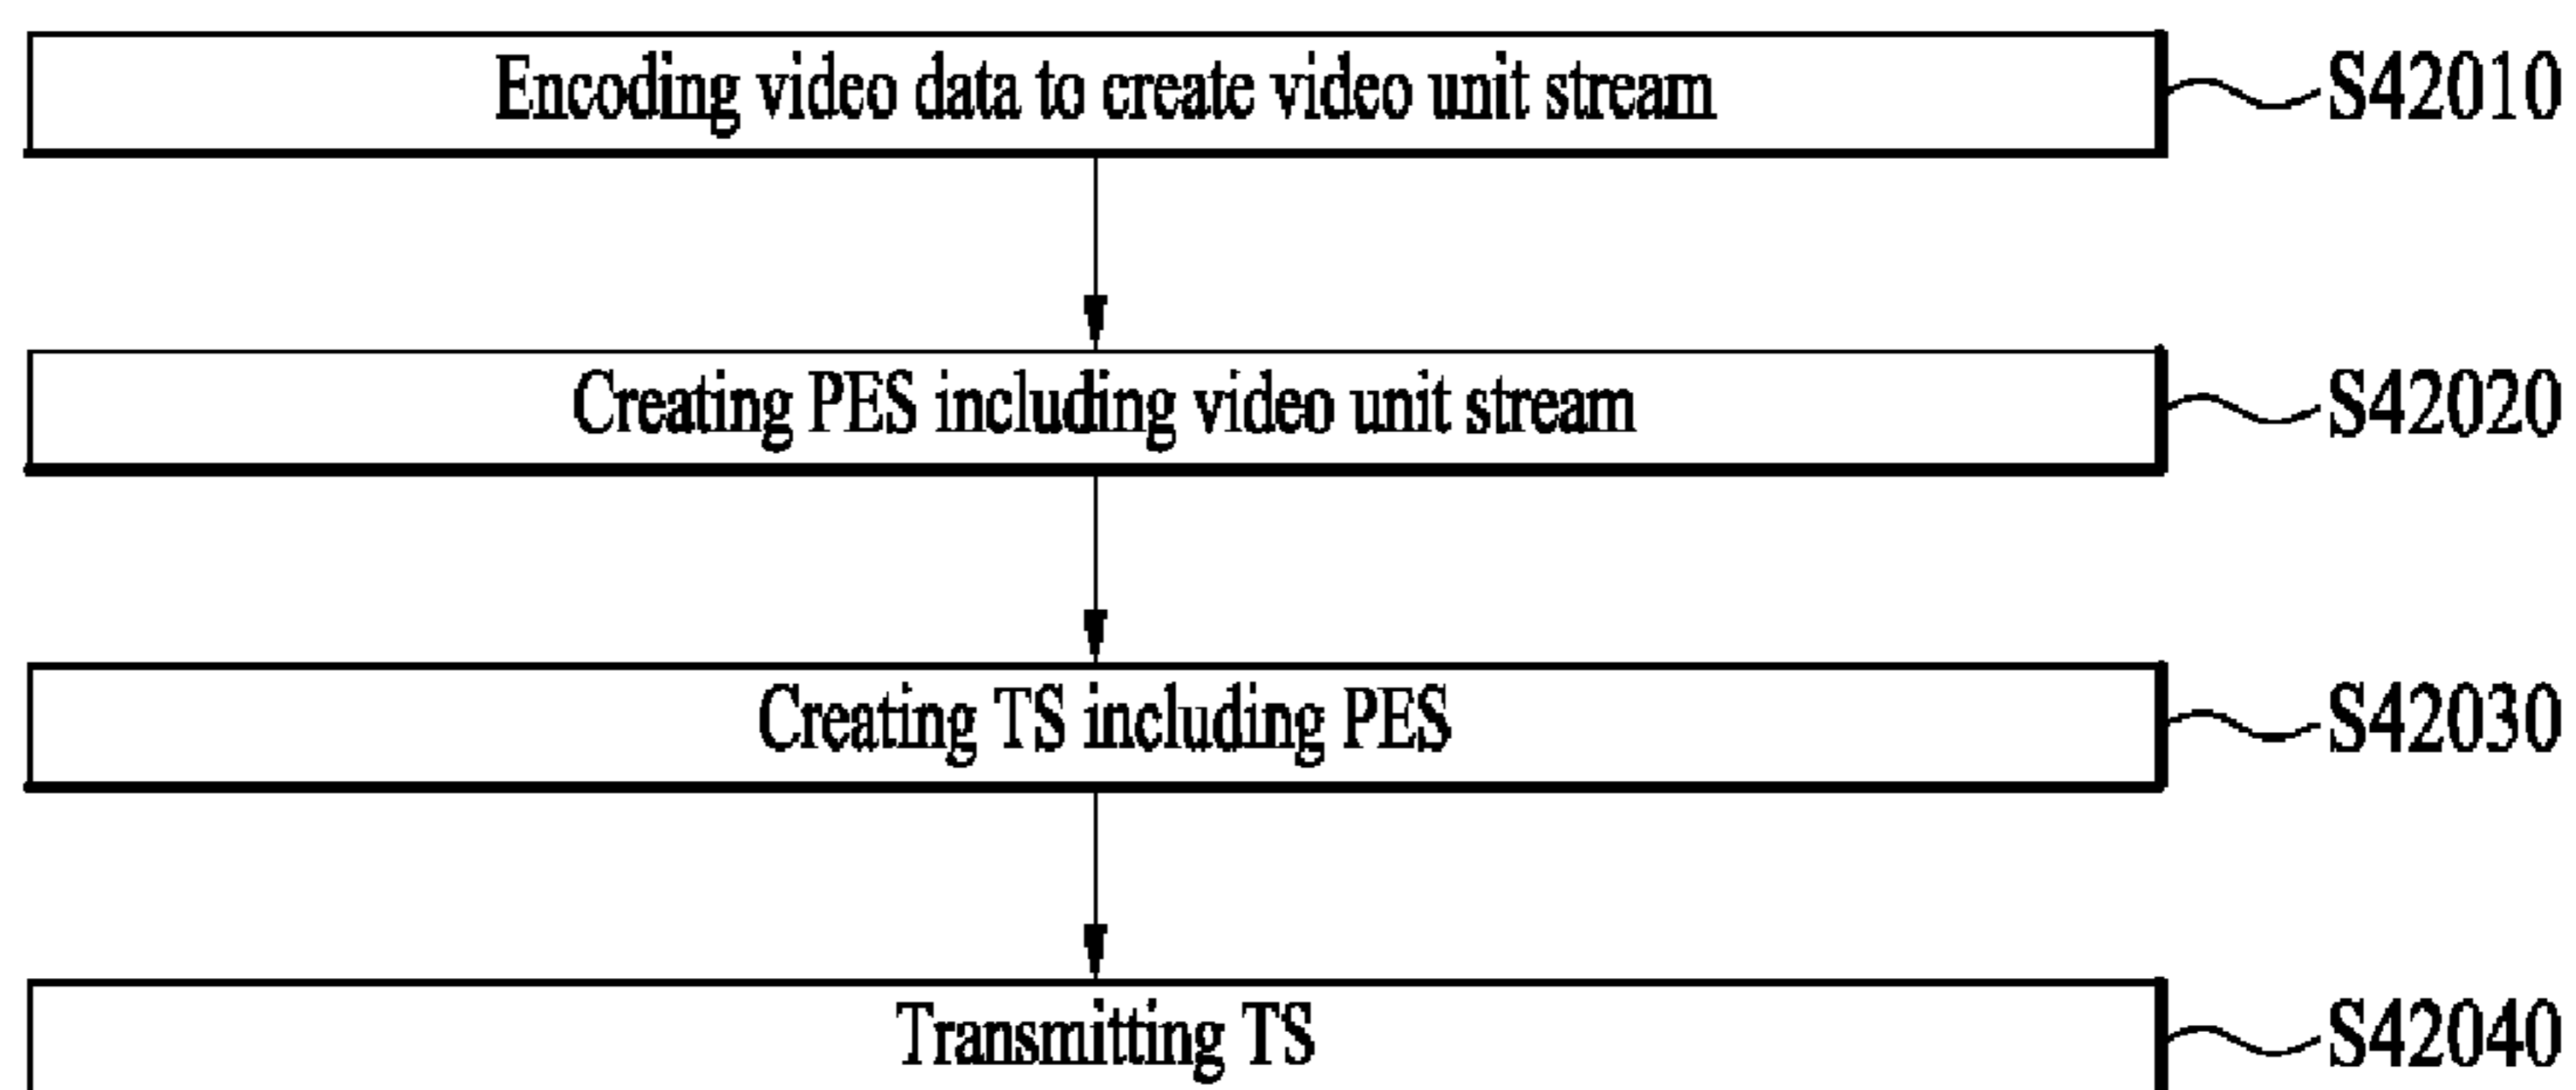 Encoding video data to create video unit stream
S42010
Creating PES including video unit stream
S42020
Creating TS including PES
S42030
Transmitting TS
S42040